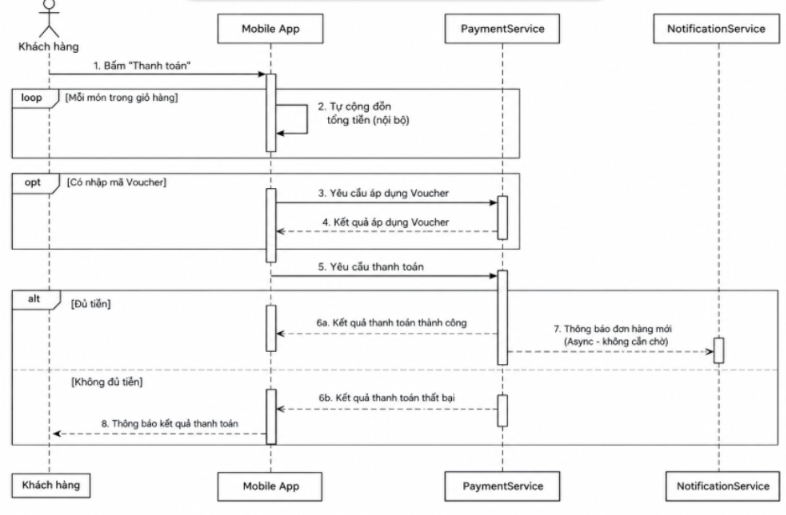 Khách hàng
Mobile App
PaymentService
NotificationService
1. Bấm "Thanh toán"
loop
[Mỗi món trong giỏ hàng]
2. Tự cộng dồn
tổng tiền (nội bộ)
opt
[Có nhập mã Voucher]
3. Yêu cầu áp dụng Voucher
4. Kết quả áp dụng Voucher
5. Yêu cầu thanh toán
alt
[Đủ tiền]
6a. Kết quả thanh toán thành công
7. Thông báo đơn hàng mới
(Async - không cần chờ)
[Không đủ tiền]
6b. Kết quả thanh toán thất bại
8. Thông báo kết quả thanh toán
Khách hàng
Mobile App
PaymentService
NotificationService